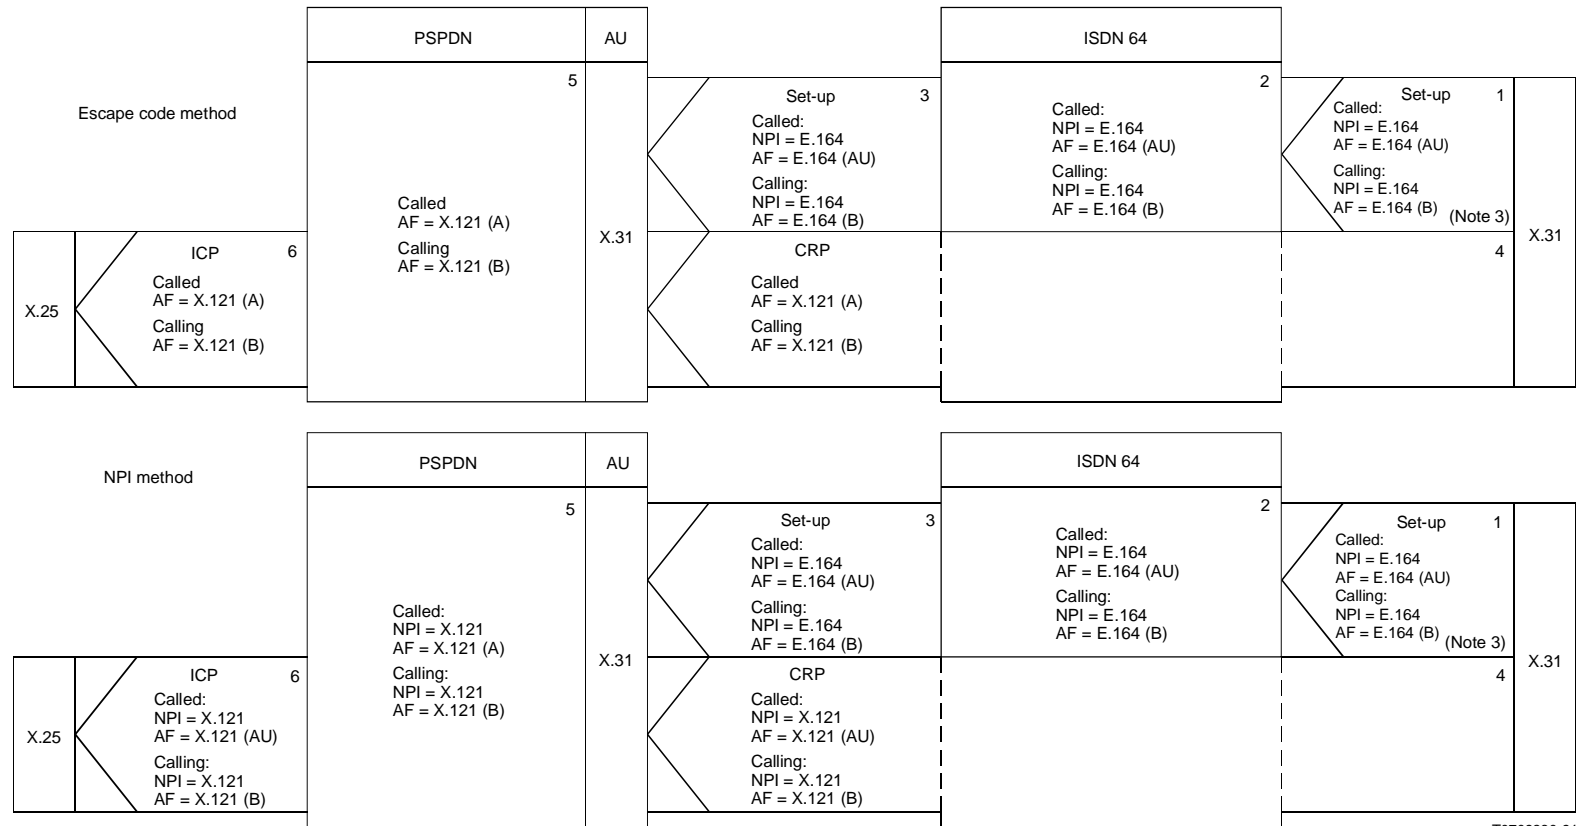 PSPDN
AU
ISDN 64
Escape code method
5
Called
AF = X.121 (A)
Calling
AF = X.121 (B)
X.31
Set-up 3
Called:
NPI = E.164
AF = E.164 (AU)
Calling:
NPI = E.164
AF = E.164 (B)
2
Called:
NPI = E.164
AF = E.164 (AU)
Calling:
NPI = E.164
AF = E.164 (B)
Set-up 1
Called:
NPI = E.164
AF = E.164 (AU)
Calling:
NPI = E.164
AF = E.164 (B)
(Note 3)
X.31
X.25
ICP 6
Called
AF = X.121 (A)
Calling
AF = X.121 (B)
CRP
Called
AF = X.121 (A)
Calling
AF = X.121 (B)
4
PSPDN
AU
ISDN 64
NPI method
5
Called:
NPI = X.121
AF = X.121 (A)
Calling:
NPI = X.121
AF = X.121 (B)
X.31
Set-up 3
Called:
NPI = E.164
AF = E.164 (AU)
Calling:
NPI = E.164
AF = E.164 (B)
2
Called:
NPI = E.164
AF = E.164 (AU)
Calling:
NPI = E.164
AF = E.164 (B)
Set-up 1
Called:
NPI = E.164
AF = E.164 (AU)
Calling:
NPI = E.164
AF = E.164 (B)
(Note 3)
X.31
X.25
ICP 6
Called:
NPI = X.121
AF = X.121 (AU)
Calling:
NPI = X.121
AF = X.121 (B)
CRP
Called:
NPI = X.121
AF = X.121 (AU)
Calling:
NPI = X.121
AF = X.121 (B)
4